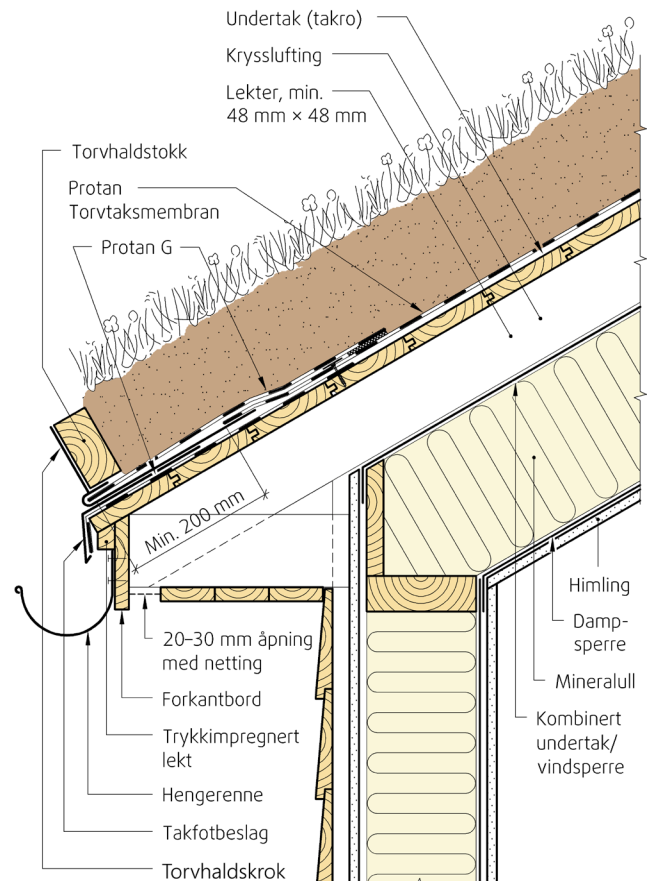 Undertak (takro)
Krysslufting
Lekter, min.
48 mm × 48 mm
Torvhaldstokk
Protan
Torvtaksmembran
Protan G
Min. 200 mm
Himling
Damp-
sperre
Mineralull
Kombinert
undertak/
vindsperre
20–30 mm åpning
med netting
Forkantbord
Trykkimpregnert
lekt
Hengerenne
Takfotbeslag
Torvhaldskrok